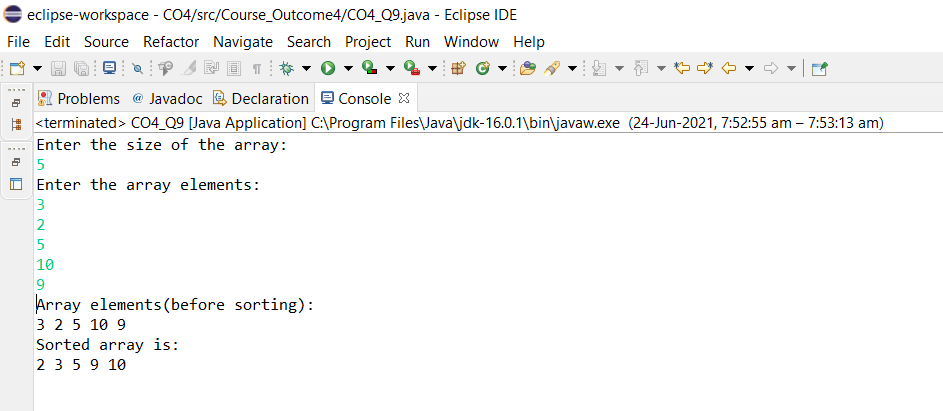 eclipse-workspace - CO4/src/Course_Outcome4/CO4_Q9.java - Eclipse IDE
File Edit Source Refactor Navigate Search Project Run Window Help
Problems @ Javadoc Declaration Console
<terminated> CO4_Q9 [Java Application] C:\Program Files\Java\jdk-16.0.1\bin\javaw.exe (24-Jun-2021, 7:52:55 am – 7:53:13 am)
Enter the size of the array:
5
Enter the array elements:
3
2
5
10
9
Array elements(before sorting):
3 2 5 10 9
Sorted array is:
2 3 5 9 10